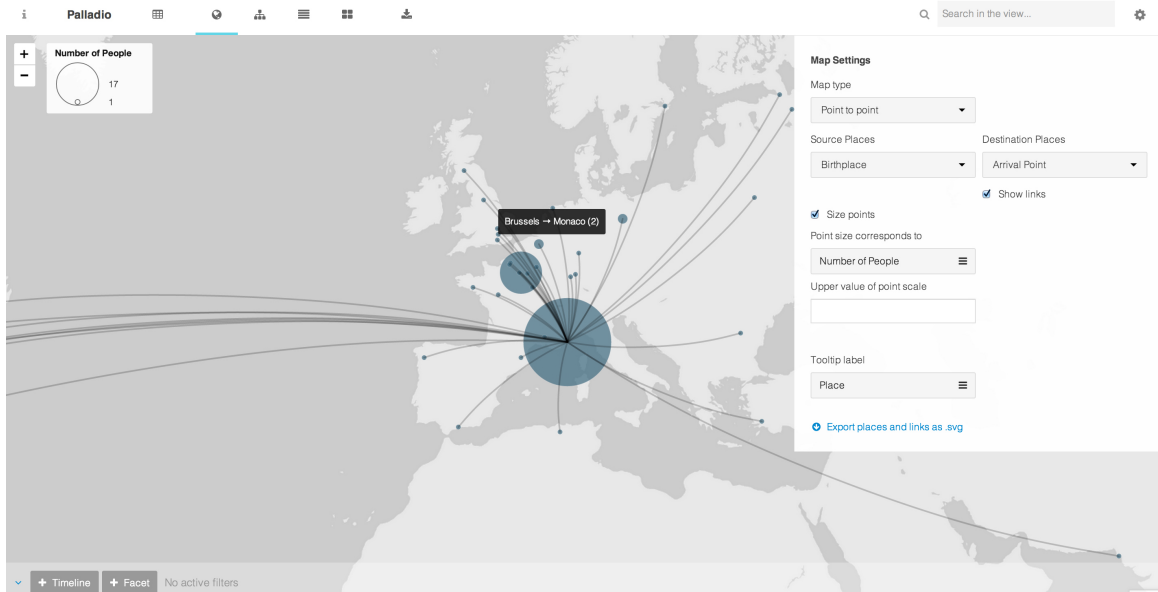 i Palladio Search in the view...
+
−
Number of People
17
1
Brussels → Monaco (2)
Map Settings
Map type
Point to point
Source Places Destination Places
Birthplace Arrival Point
Show links
Size points
Point size corresponds to
Number of People
Upper value of point scale
Tooltip label
Place
Export places and links as .svg
+ Timeline + Facet No active filters